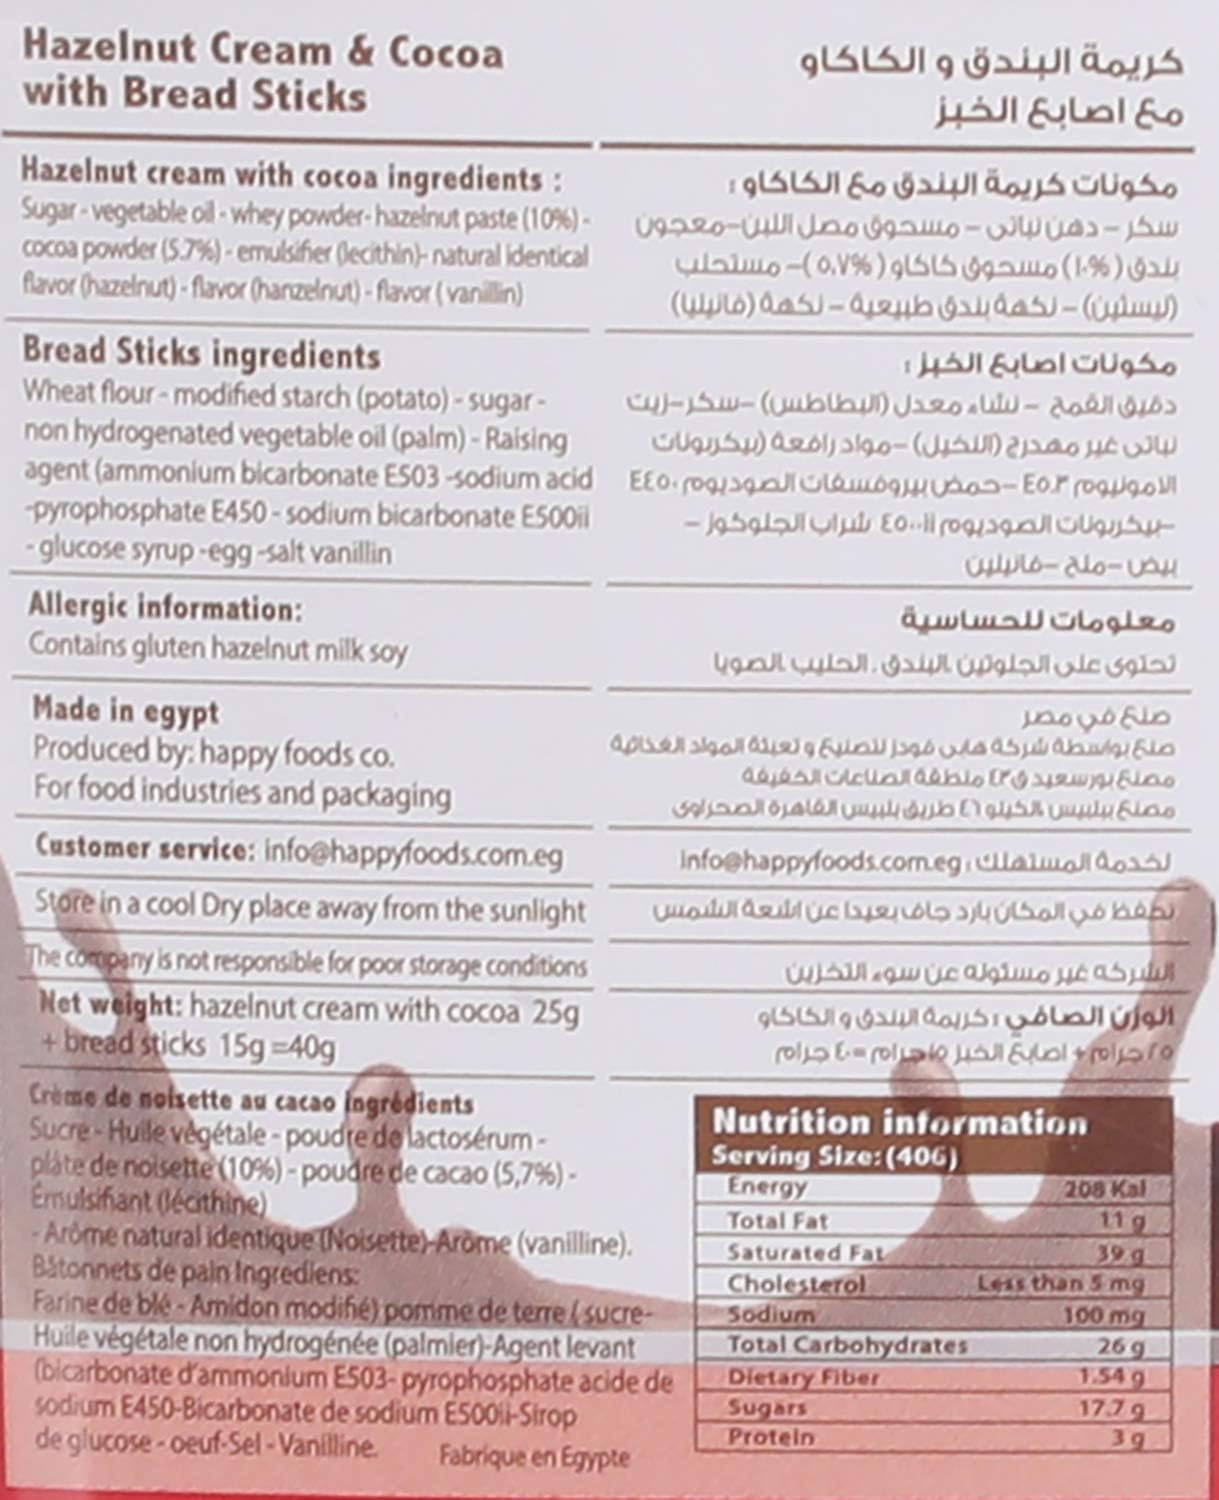 Hazelnut Cream & Cocoa
with Bread Sticks
كريمة البندق و الكاكاو
مع اصابع الخبز
Hazelnut cream with cocoa ingredients :
Sugar - vegetable oil - whey powder- hazelnut paste (10%) -
cocoa powder (5.7%) - emulsifier (lecithin)- natural identical
flavor (hazelnut) - flavor (hanzelnut) - flavor ( vanillin)
مكونات كريمة البندق مع الكاكاو :
سكر – دهن نباتى – مسحوق مصل اللبن–معجون
بندق (١٠%) مسحوق كاكاو (٥,٧% )– مستحلب
(ليسثين) – نكهة بندق طبيعية – نكهة (فانيليا)
Bread Sticks ingredients
Wheat flour - modified starch (potato) - sugar -
non hydrogenated vegetable oil (palm) - Raising
agent (ammonium bicarbonate E503 -sodium acid
-pyrophosphate E450 - sodium bicarbonate E500ii
- glucose syrup -egg -salt vanillin
مكونات اصابع الخبز :
دقيق القمح – نشاء معدل (البطاطس) –سكر–زيت
نباتى غير مهدرج (النخيل) –مواد رافعة (بيكربونات
الامونيوم E٥٠٣ –حمض بيروفسفات الصوديوم E٤٥٠
–بيكربونات الصوديوم E٥٠٠ii شراب الجلوكوز –
بيض –ملح –فانيلين
Allergic information:
Contains gluten hazelnut milk soy
معلومات للحساسية
تحتوى على الجلوتين البندق . الحليب الصويا
Made in egypt
Produced by: happy foods co.
For food industries and packaging
صنع في مصر
صنع بواسطة شركة هابى فودز للتصنيع و تعبئة المواد الغذائية
مصنع بورسعيد ق٢٣ منطقة الصناعات الخفيفة
مصنع بيلبيس الكيلو ٤٦ طريق بلبيس القاهرة الصحراوى
Customer service: info@happyfoods.com.eg
لخدمة المستهلك : info@happyfoods.com.eg
Store in a cool Dry place away from the sunlight
تحفظ في المكان بارد جاف بعيدا عن اشعة الشمس
The company is not responsible for poor storage conditions
الشركه غير مسئوله عن سوء التخزين
Net weight: hazelnut cream with cocoa 25g
+ bread sticks 15g =40g
الوزن الصافي : كريمة البندق و الكاكاو
٢٥ جرام + اصابع الخبز ١٥ جرام = ٤٠ جرام
Crème de noisette au cacao ingrédients
Sucre - Huile végétale - poudre de lactosérum -
plate de noisette (10%) - poudre de cacao (5,7%) -
Émulsifiant (lécithine)
- Arôme natural identique (Noisette)-Arôme (vanilline).
Bâtonnets de pain Ingrediens:
Farine de blé - Amidon modifié) pomme de terre ( sucre-
Huile végétale non hydrogénée (palmier)-Agent levant
(bicarbonate d'ammonium E503- pyrophosphate acide de
sodium E450-Bicarbonate de sodium E500ii-Sirop
de glucose - oeuf-Sel - Vanilline.
Fabrique en Egypte
Nutrition information
Serving Size: (40G)
Energy 208 Kal
Total Fat 11 g
Saturated Fat 39 g
Cholesterol Less than 5 mg
Sodium 100 mg
Total Carbohydrates 26 g
Dietary Fiber 1.54 g
Sugars 17.7 g
Protein 3 g